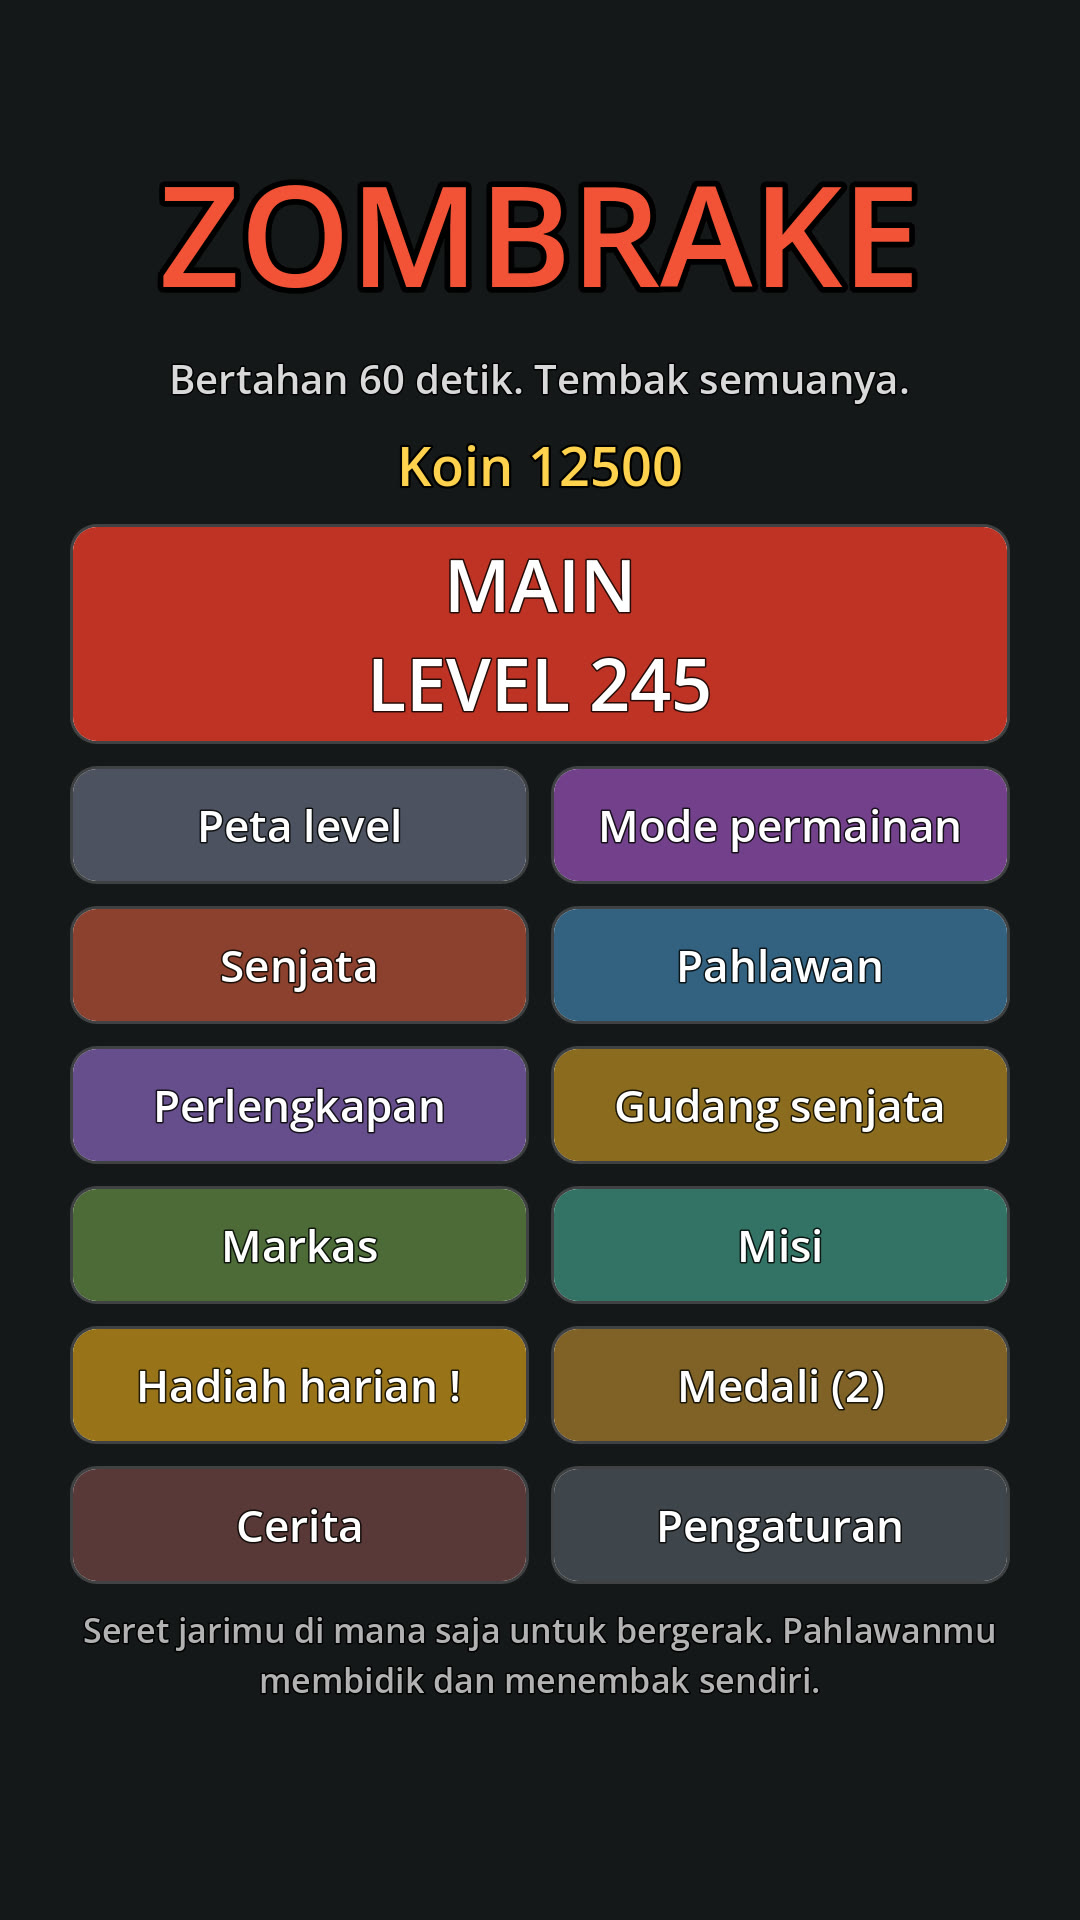 ZOMBRAKE
Bertahan 60 detik. Tembak semuanya.
Koin 12500
MAIN
LEVEL 245
Peta level
Mode permainan
Senjata
Pahlawan
Perlengkapan
Gudang senjata
Markas
Misi
Hadiah harian !
Medali (2)
Cerita
Pengaturan
Seret jarimu di mana saja untuk bergerak. Pahlawanmu
membidik dan menembak sendiri.